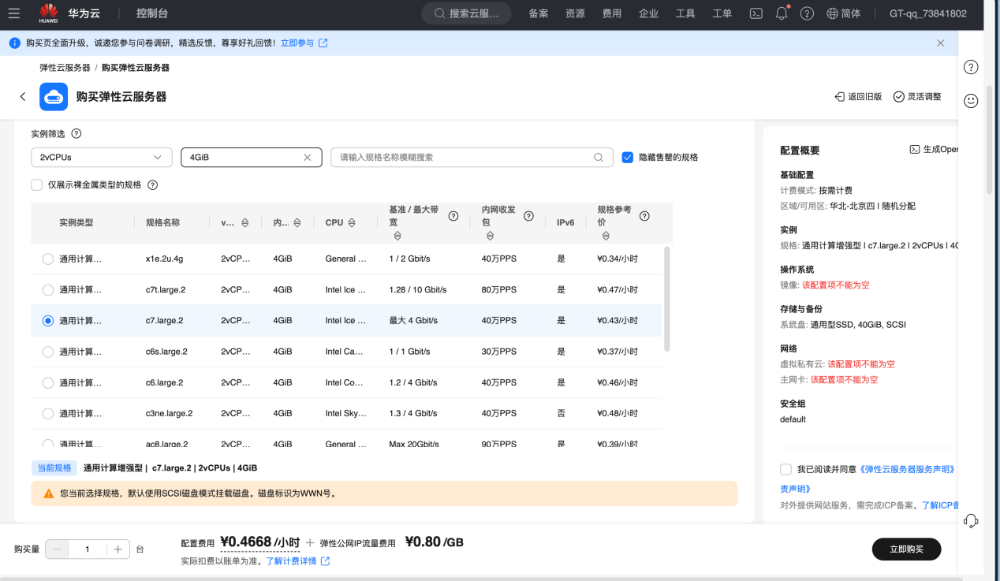 HUAWEI
华为云
控制台
搜索云服...
备案
资源
费用
企业
工具
工单
简体
GT-qq_73841802
购买页全面升级，诚邀您参与问卷调研，精选反馈，尊享好礼回馈！立即参与
弹性云服务器 / 购买弹性云服务器
购买弹性云服务器
返回旧版
灵活调整
实例筛选
2vCPUs
4GiB
请输入规格名称模糊搜索
隐藏售罄的规格
仅展示裸金属类型的规格
实例类型 规格名称 v... 内... CPU 基准 / 最大带宽 内网收发包 IPv6 规格参考价
通用计算... x1e.2u.4g 2vCP... 4GiB General ... 1 / 2 Gbit/s 40万PPS 是 ¥0.34/小时
通用计算... c7t.large.2 2vCP... 4GiB Intel Ice ... 1.28 / 10 Gbit/s 80万PPS 是 ¥0.47/小时
通用计算... c7.large.2 2vCP... 4GiB Intel Ice ... 最大 4 Gbit/s 40万PPS 是 ¥0.43/小时
通用计算... c6s.large.2 2vCP... 4GiB Intel Ca... 1 / 1 Gbit/s 30万PPS 是 ¥0.37/小时
通用计算... c6.large.2 2vCP... 4GiB Intel Co... 1.2 / 4 Gbit/s 40万PPS 是 ¥0.46/小时
通用计算... c3ne.large.2 2vCP... 4GiB Intel Sky... 1.3 / 4 Gbit/s 40万PPS 否 ¥0.48/小时
通用计算... ac8.large.2 2vCP... 4GiB General ... Max 20Gbit/s 90万PPS 是 ¥0.39/小时
当前规格 通用计算增强型 | c7.large.2 | 2vCPUs | 4GiB
您当前选择规格，默认使用SCSI磁盘模式挂载磁盘。磁盘标识为WWN号。
配置概要
生成Oper
基础配置
计费模式: 按需计费
区域/可用区: 华北-北京四 | 随机分配
实例
规格: 通用计算增强型 | c7.large.2 | 2vCPUs | 4G
操作系统
镜像: 该配置项不能为空
存储与备份
系统盘: 通用型SSD, 40GiB, SCSI
网络
虚拟私有云: 该配置项不能为空
主网卡: 该配置项不能为空
安全组
default
我已阅读并同意《弹性云服务器服务声明》
责声明》
对外提供网站服务，需完成ICP备案。了解ICP备
购买量
1
台
配置费用 ¥0.4668 /小时 + 弹性公网IP流量费用 ¥0.80 /GB
实际扣费以账单为准。了解计费详情
立即购买